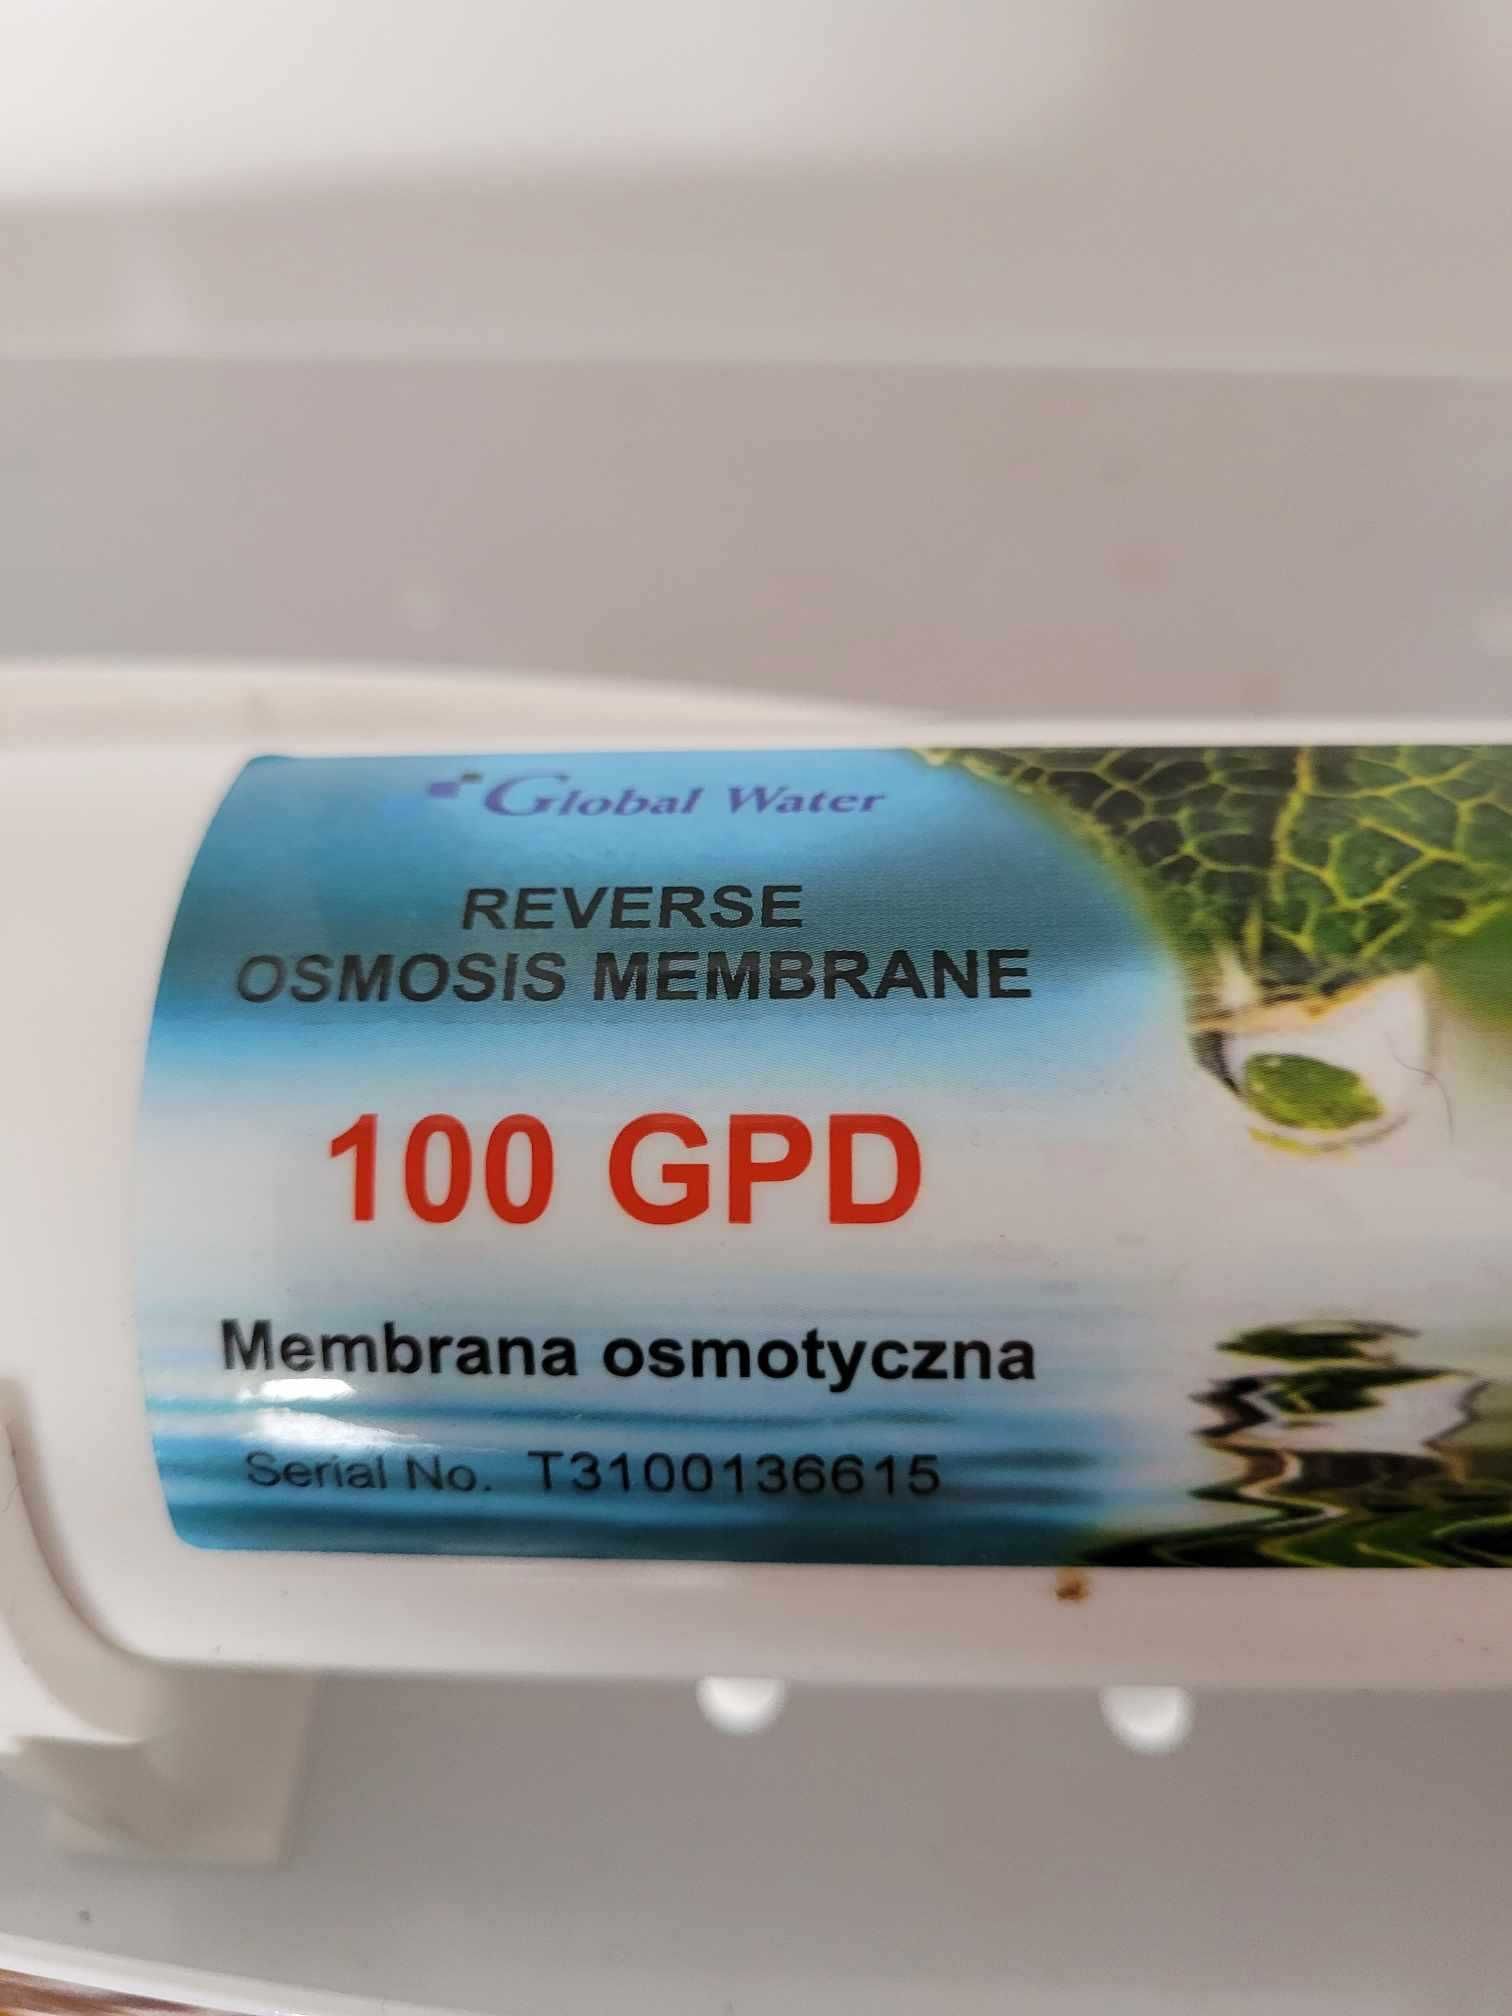 Global Water
REVERSE
OSMOSIS MEMBRANE
100 GPD
Membrana osmotyczna
Serial No. T3100136615